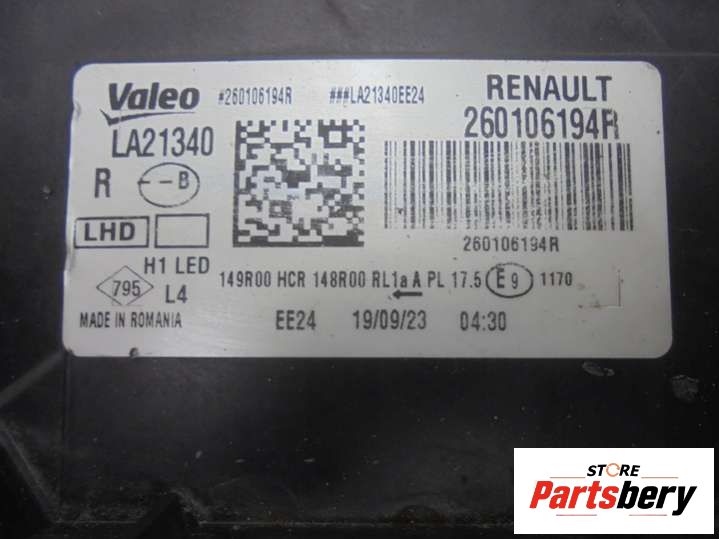 Valeo #260106194R ###LA21340EE24 RENAULT
LA21340 260106194R
R --B
LHD 260106194R
H1 LED 149R00 HCR 148R00 RL1a A PL 17.5 E9 1170
795 L4
MADE IN ROMANIA EE24 19/09/23 04:30
STORE
Partsbery